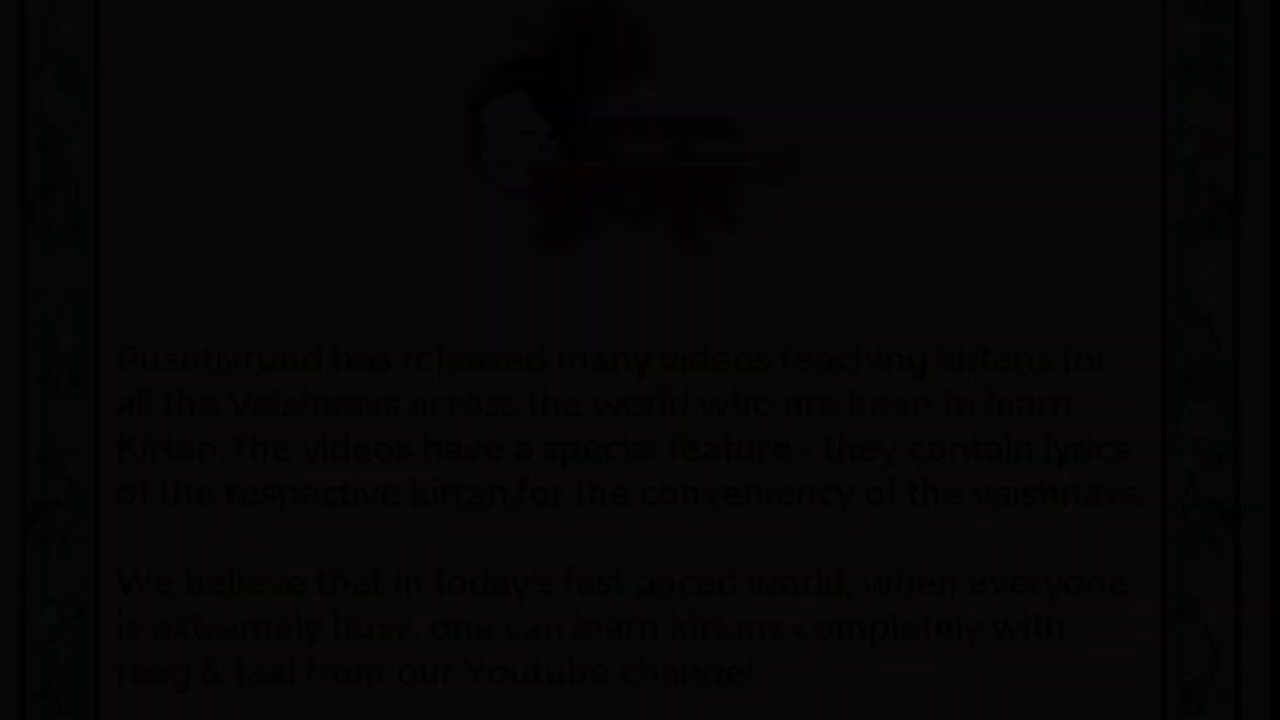 has released many videos teaching kirtans for
all the Vaishnavs across the world who are keen to learn
Kirtan. The videos have a special feature - they contain lyrics
of the respective kirtan for the conveniency of the vaishnavs.
We believe that in today's fast paced world, when everyone
is extremely busy, one can learn kirtans completely with
raag & taal from our Youtube channel.